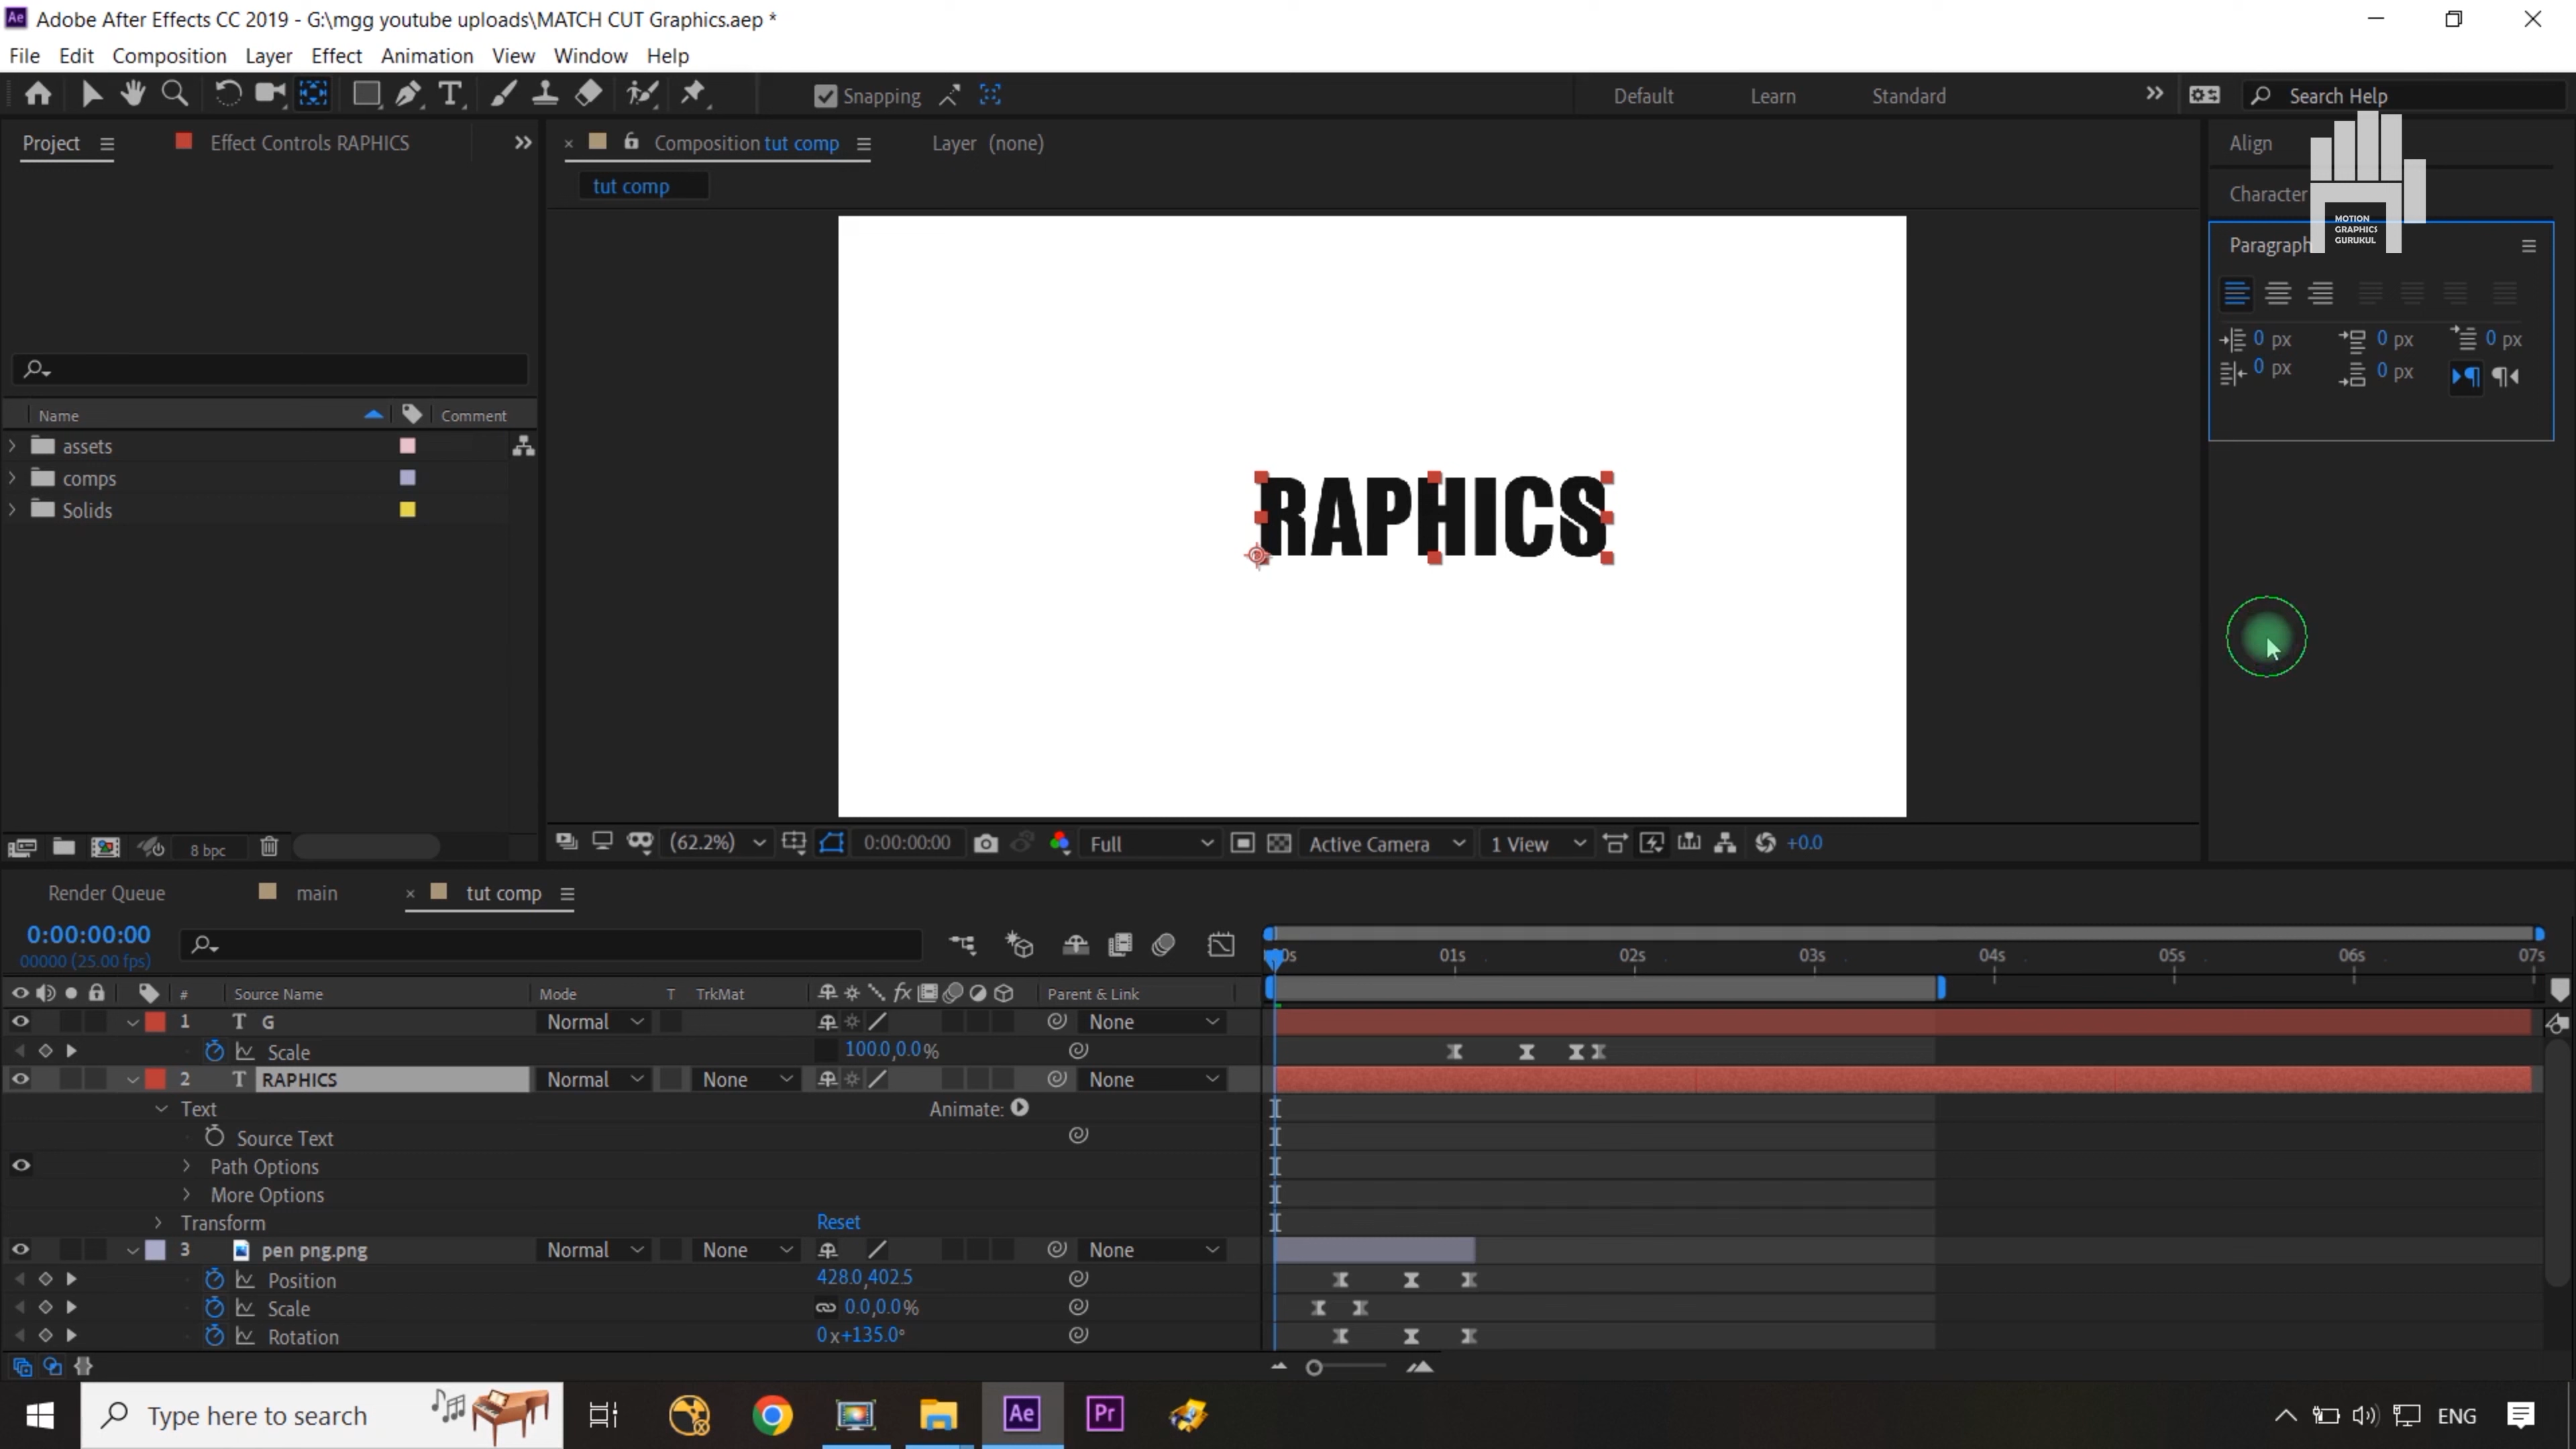 Adobe After Effects CC 2019 - G:\mgg youtube uploads\MATCH CUT Graphics.aep *
File Edit Composition Layer Effect Animation View Window Help
Snapping Default Learn Standard Search Help
Project Effect Controls RAPHICS Composition tut comp Layer (none) Align
tut comp
Character
MOTION
GRAPHICS
GURUKUL
Paragraph
0 px 0 px 0 px
0 px 0 px
Name Comment
assets
comps
Solids
RAPHICS
8 bpc (62.2%) 0:00:00:00 Full Active Camera 1 View +0.0
Render Queue main tut comp
0:00:00:00
00000 (25.00 fps)
01s 02s 03s 04s 05s 06s 07s
# Source Name Mode T TrkMat Parent & Link
1 T G Normal None
Scale 100.0,0.0%
2 T RAPHICS Normal None None
Text Animate:
Source Text
Path Options
More Options
Transform Reset
3 pen png.png Normal None None
Position 428.0,402.5
Scale 0.0,0.0%
Rotation 0x+135.0°
Type here to search Ae Pr ENG